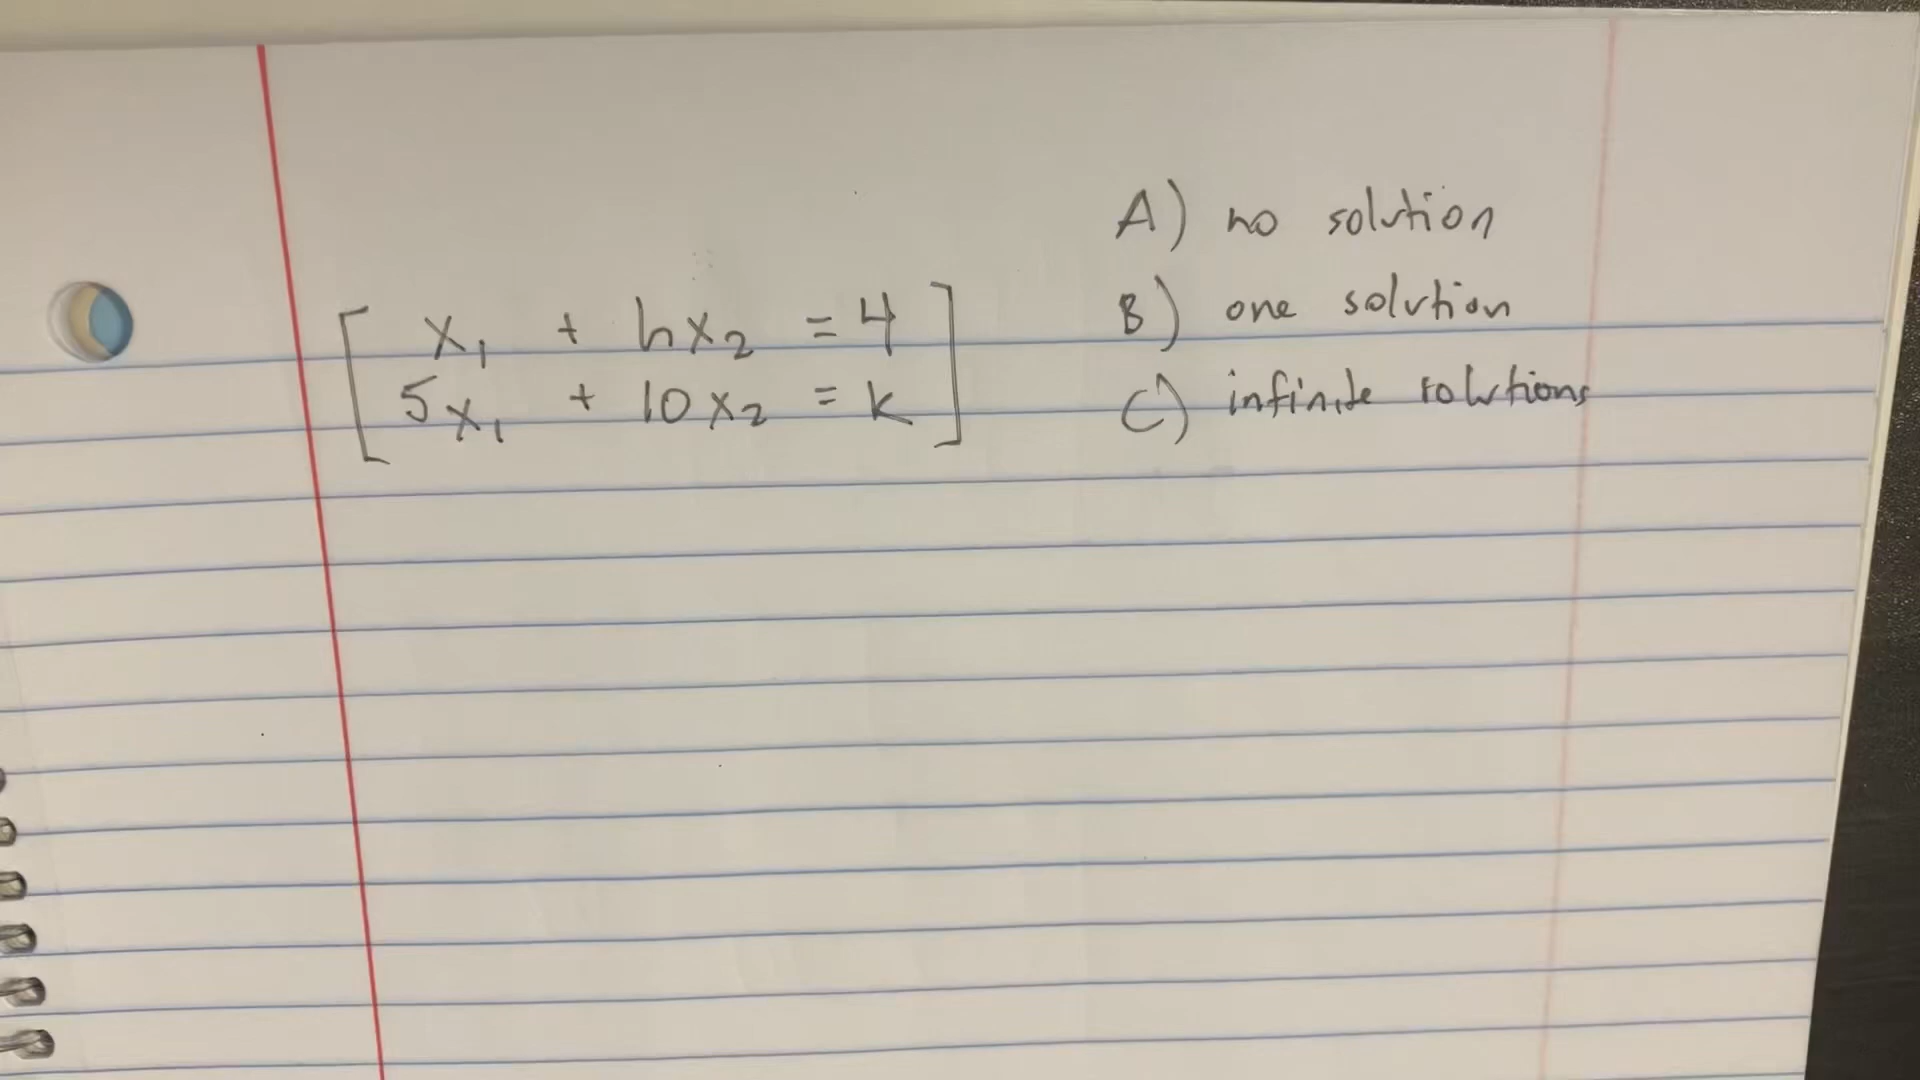 x₁ + hx₂ = 4
5x₁ + 10x₂ = k
A) no solution
B) one solution
C) infinite solutions